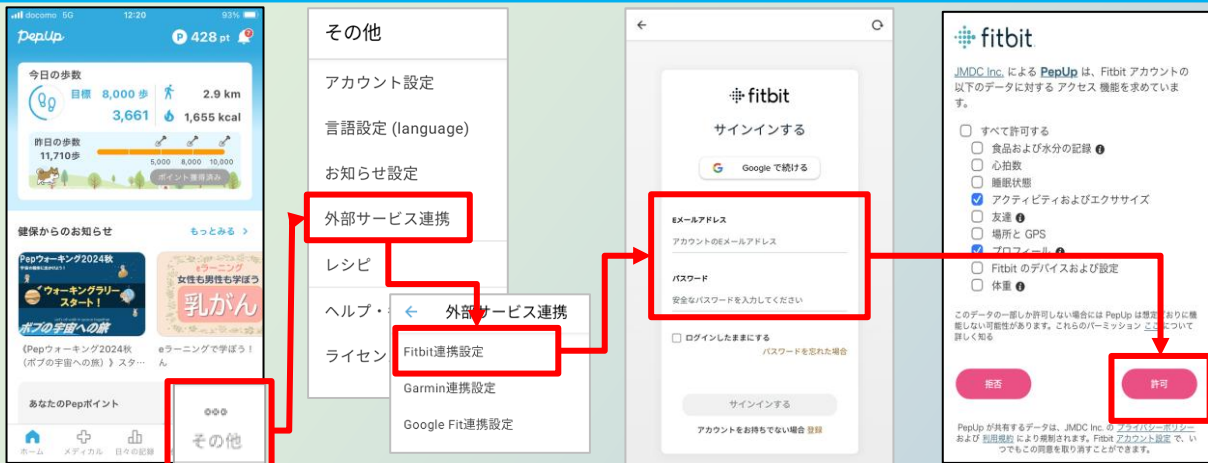 docomo 5G 12:20 93%
PepUp
P 428 pt
今日の歩数
目標 8,000 歩 2.9 km
3,661 1,655 kcal
昨日の歩数
11,710歩
5,000 8,000 10,000
ポイント獲得済み
健保からのお知らせ
もっとみる >
Pepウォーキング2024秋
ウォーキングラリー
スタート!
ボブの宇宙への旅
《Pepウォーキング2024秋
(ボブの宇宙への旅)》スタ…
eラーニング
女性も男性も学ぼう
乳がん
eラーニングで学ぼう!
ん
あなたのPepポイント
ホーム
メディカル
日々の記録
その他
その他
アカウント設定
言語設定 (language)
お知らせ設定
外部サービス連携
レシピ
ヘルプ・
ライセン
外部サービス連携
Fitbit連携設定
Garmin連携設定
Google Fit連携設定
fitbit
サインインする
G Google で続ける
Eメールアドレス
アカウントのEメールアドレス
パスワード
安全なパスワードを入力してください
ログインしたままにする
パスワードを忘れた場合
サインインする
アカウントをお持ちでない場合 登録
fitbit
JMDC Inc. による PepUp は、Fitbit アカウントの
以下のデータに対する アクセス 機能を求めていま
す。
すべて許可する
食品および水分の記録
心拍数
睡眠状態
アクティビティおよびエクササイズ
友達
場所と GPS
プロフィール
Fitbit のデバイスおよび設定
体重
このデータの一部しか許可しない場合には PepUp は想定どおりに機
能しない可能性があります。これらのパーミッション ここ について
詳しく知る
拒否
許可
PepUp が共有するデータは、JMDC Inc. の プライバシーポリシー
および 利用規約 により規制されます。Fitbit アカウント設定 で、い
つでもこの同意を取り消すことができます。